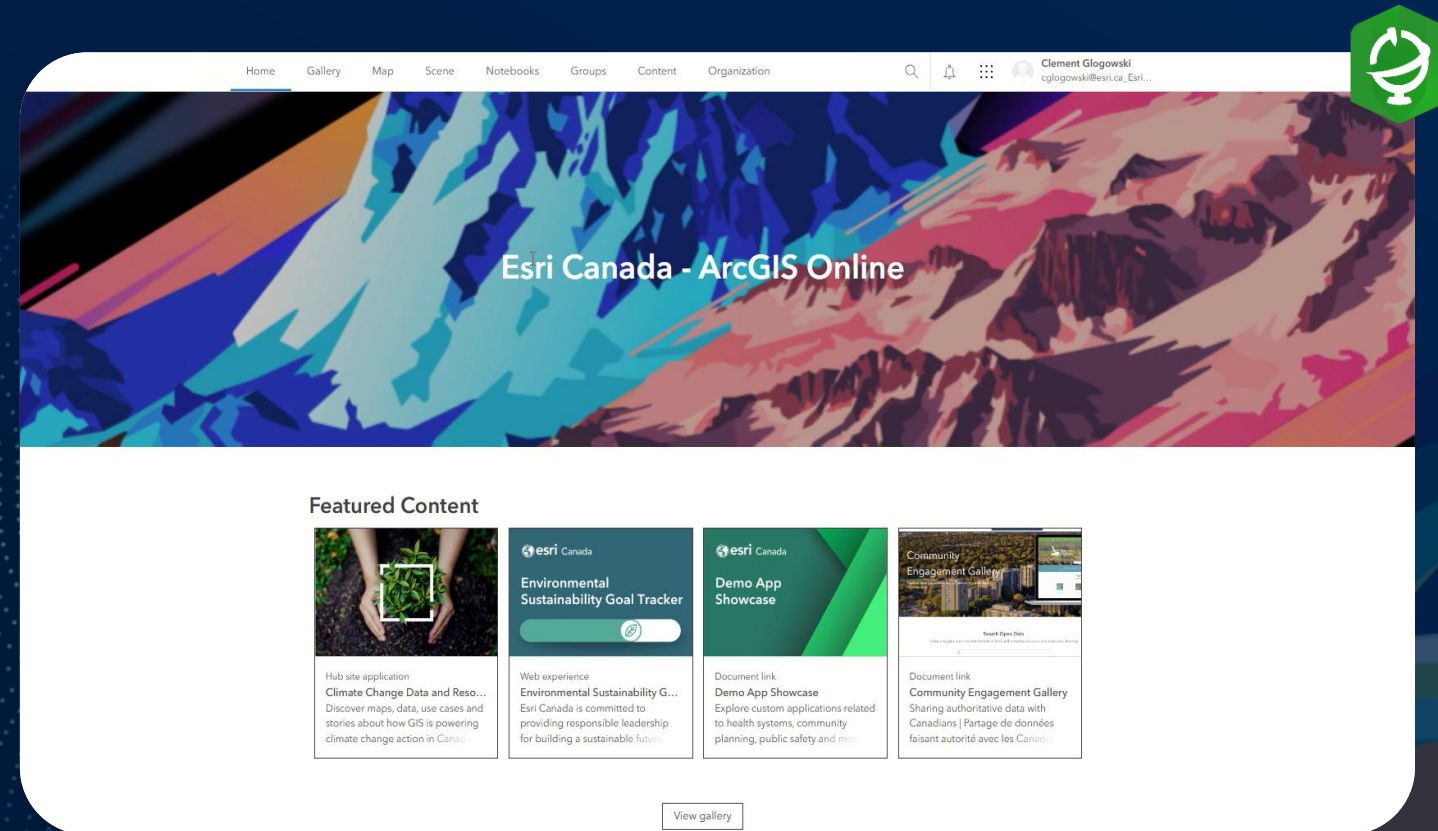 Home Gallery Map Scene Notebooks Groups Content Organization
Clement Glogowski
cglogowski@esri.ca_Esri...
Esri Canada - ArcGIS Online
Featured Content
Hub site application
Climate Change Data and Reso...
Discover maps, data, use cases and
stories about how GIS is powering
climate change action in Canad
esri Canada
Environmental
Sustainability Goal Tracker
Web experience
Environmental Sustainability G...
Esri Canada is committed to
providing responsible leadership
for building a sustainable future
esri Canada
Demo App
Showcase
Document link
Demo App Showcase
Explore custom applications related
to health systems, community
planning, public safety and mor
Community
Engagement Gallery
Search Open Data
Document link
Community Engagement Gallery
Sharing authoritative data with
Canadians | Partage de données
faisant autorité avec les Canadi
View gallery